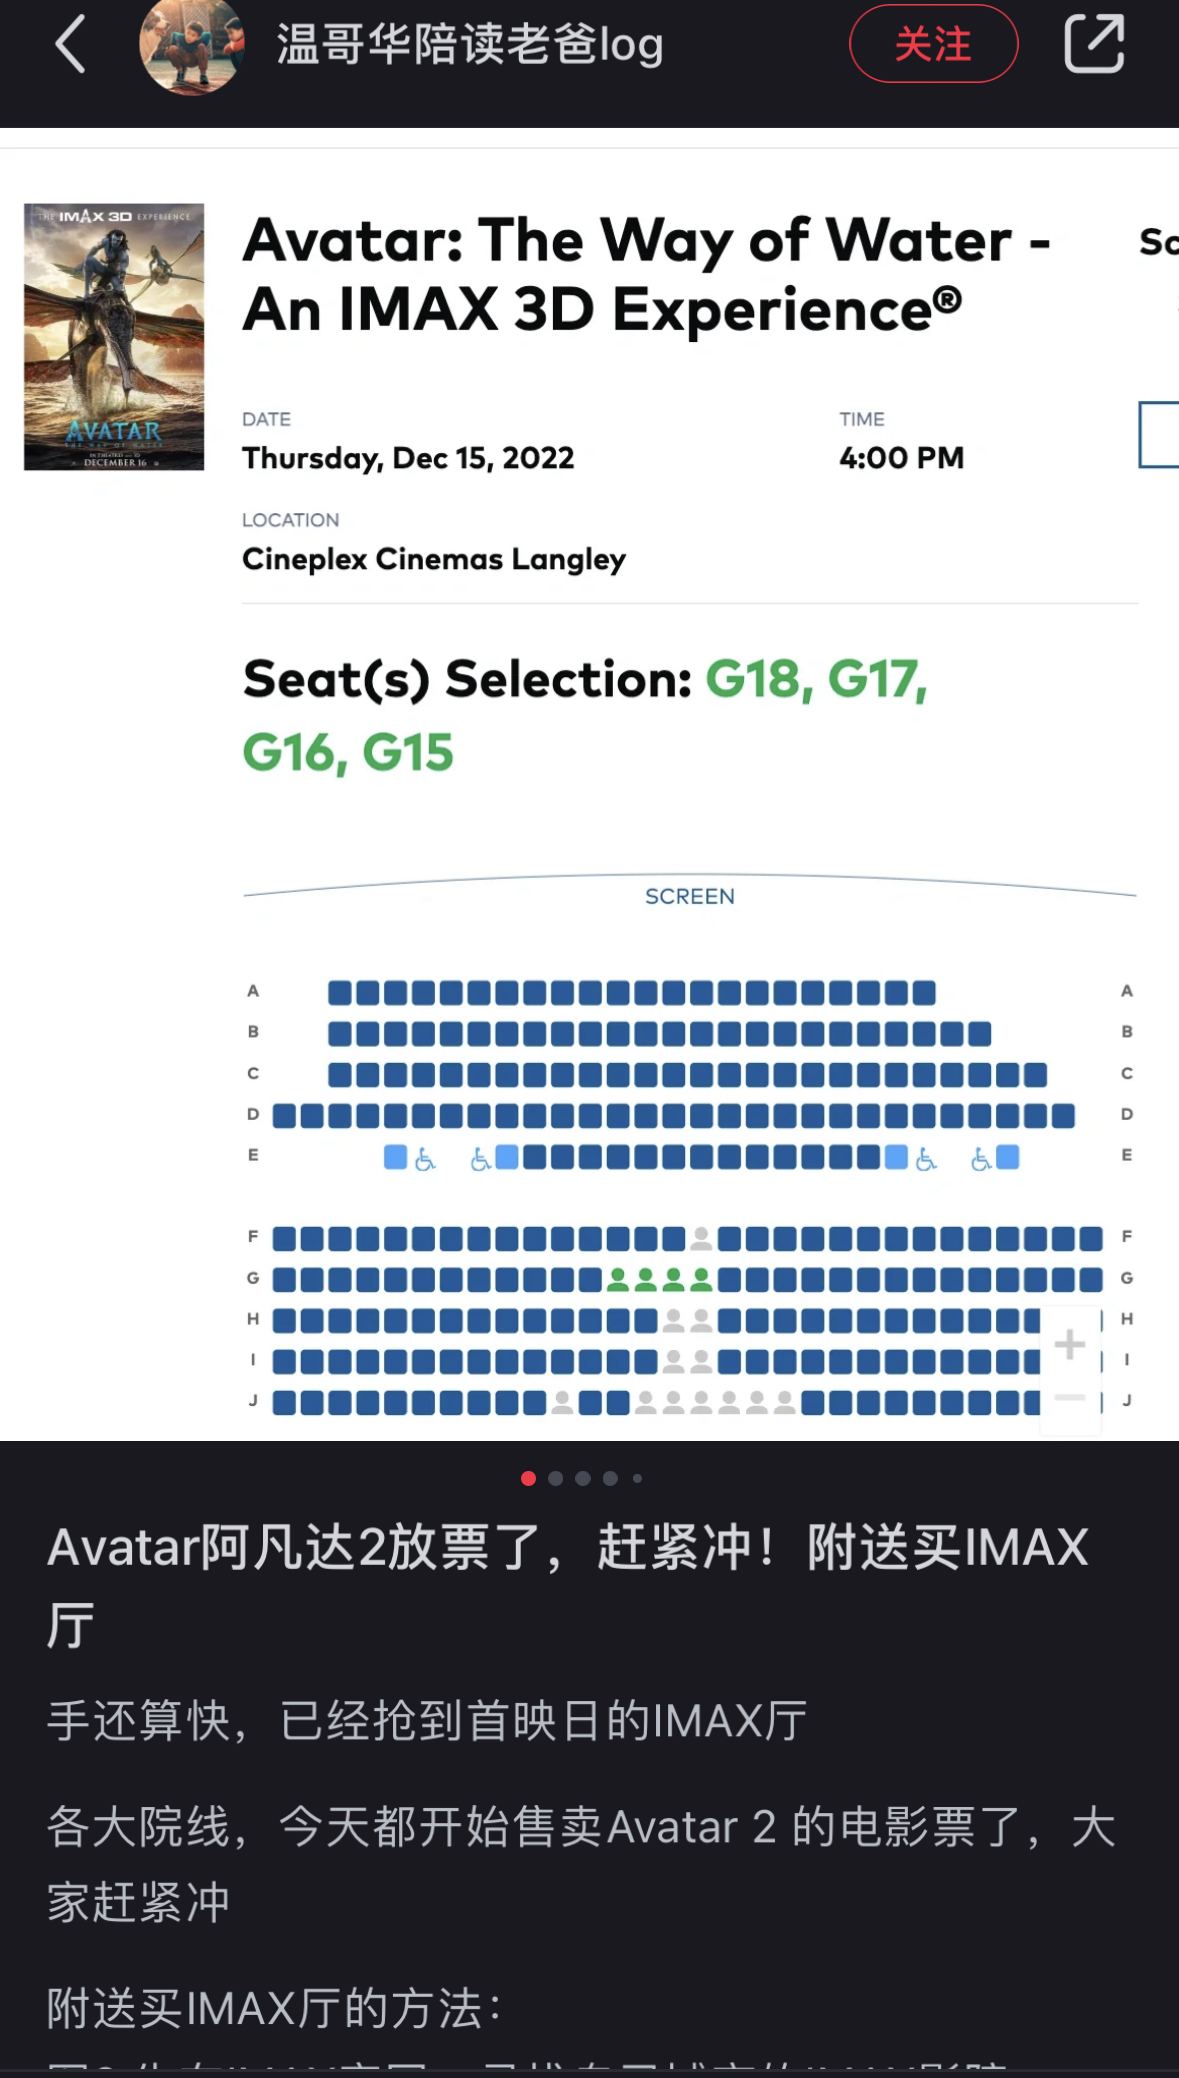 温哥华陪读老爸log
关注
THE IMAX 3D EXPERIENCE
AVATAR
THE WAY OF WATER
DECEMBER 16
Avatar: The Way of Water -
An IMAX 3D Experience®
Sc
DATE
TIME
Thursday, Dec 15, 2022
4:00 PM
LOCATION
Cineplex Cinemas Langley
Seat(s) Selection: G18, G17,
G16, G15
SCREEN
A A
B B
C C
D D
E E
F F
G G
H H
I I
J J
Avatar阿凡达2放票了，赶紧冲！附送买IMAX
厅
手还算快，已经抢到首映日的IMAX厅
各大院线，今天都开始售卖Avatar 2 的电影票了，大
家赶紧冲
附送买IMAX厅的方法：